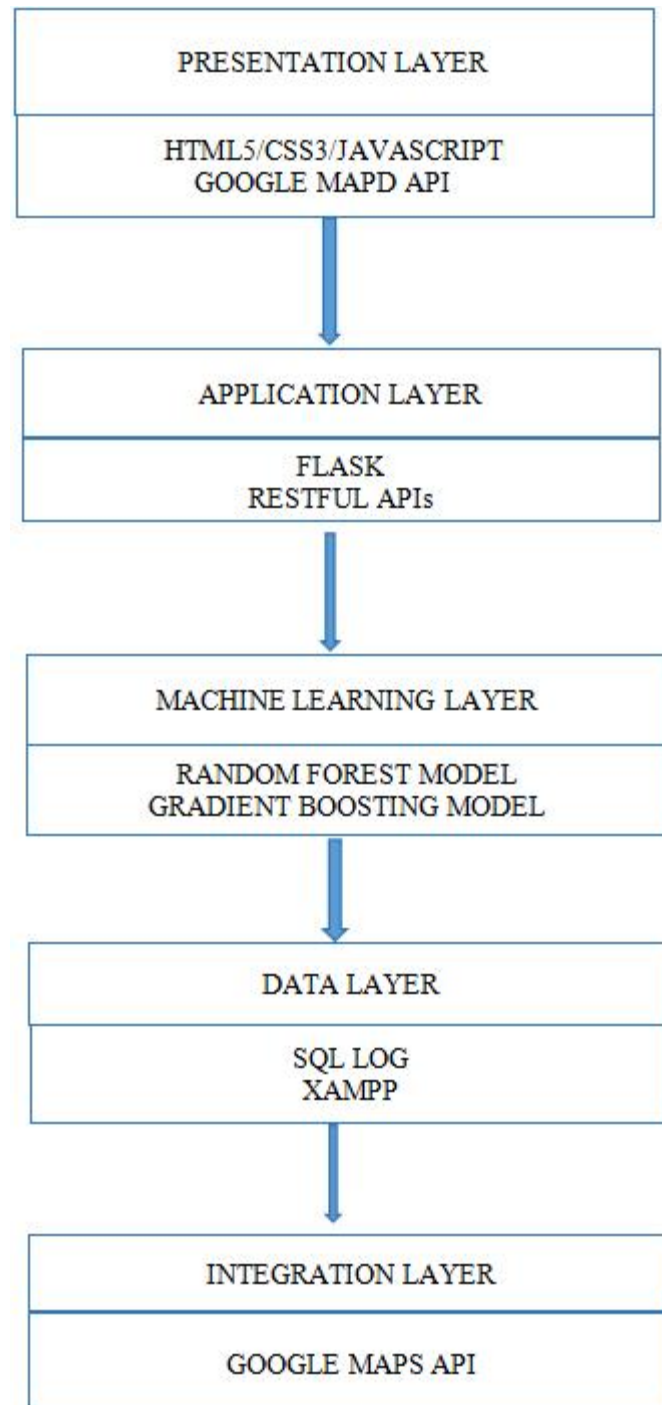 PRESENTATION LAYER
HTML5/CSS3/JAVASCRIPT
GOOGLE MAPD API
APPLICATION LAYER
FLASK
RESTFUL APIs
MACHINE LEARNING LAYER
RANDOM FOREST MODEL
GRADIENT BOOSTING MODEL
DATA LAYER
SQL LOG
XAMPP
INTEGRATION LAYER
GOOGLE MAPS API